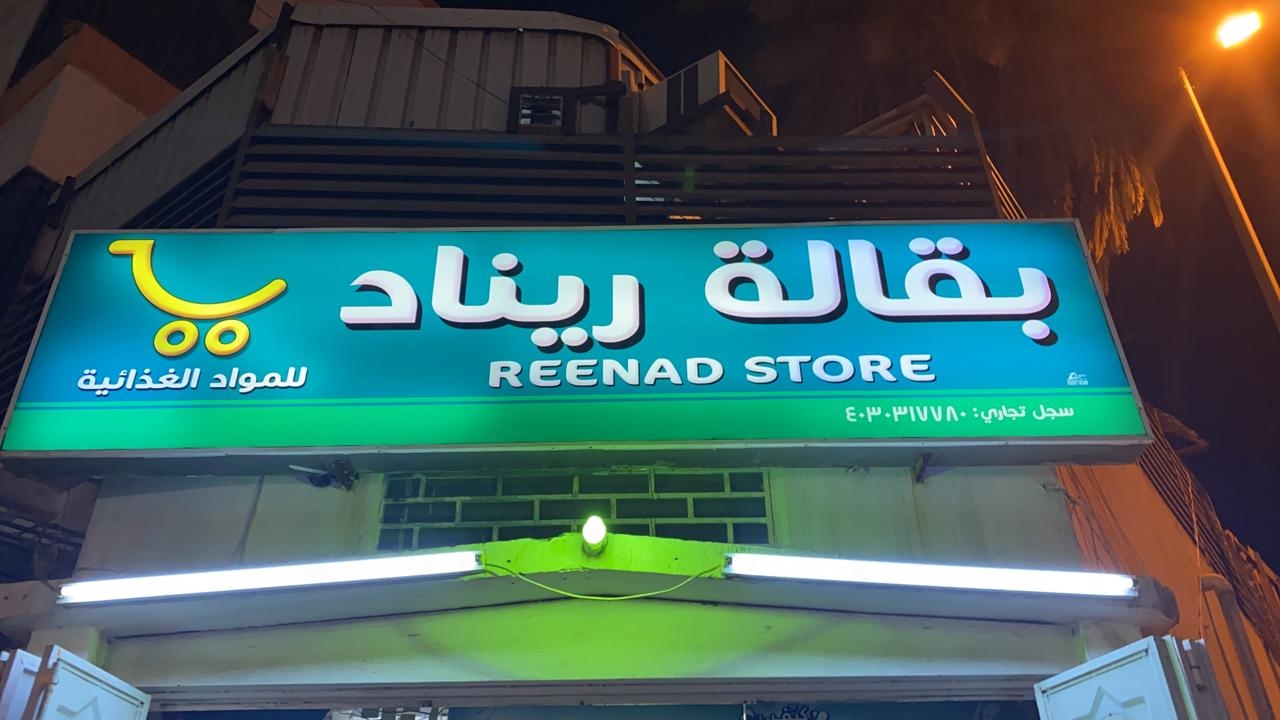 بقالة ريناد
REENAD STORE
للمواد الغذائية
سجل تجاري: ٤٠٣٠٣١٧٧٨٠